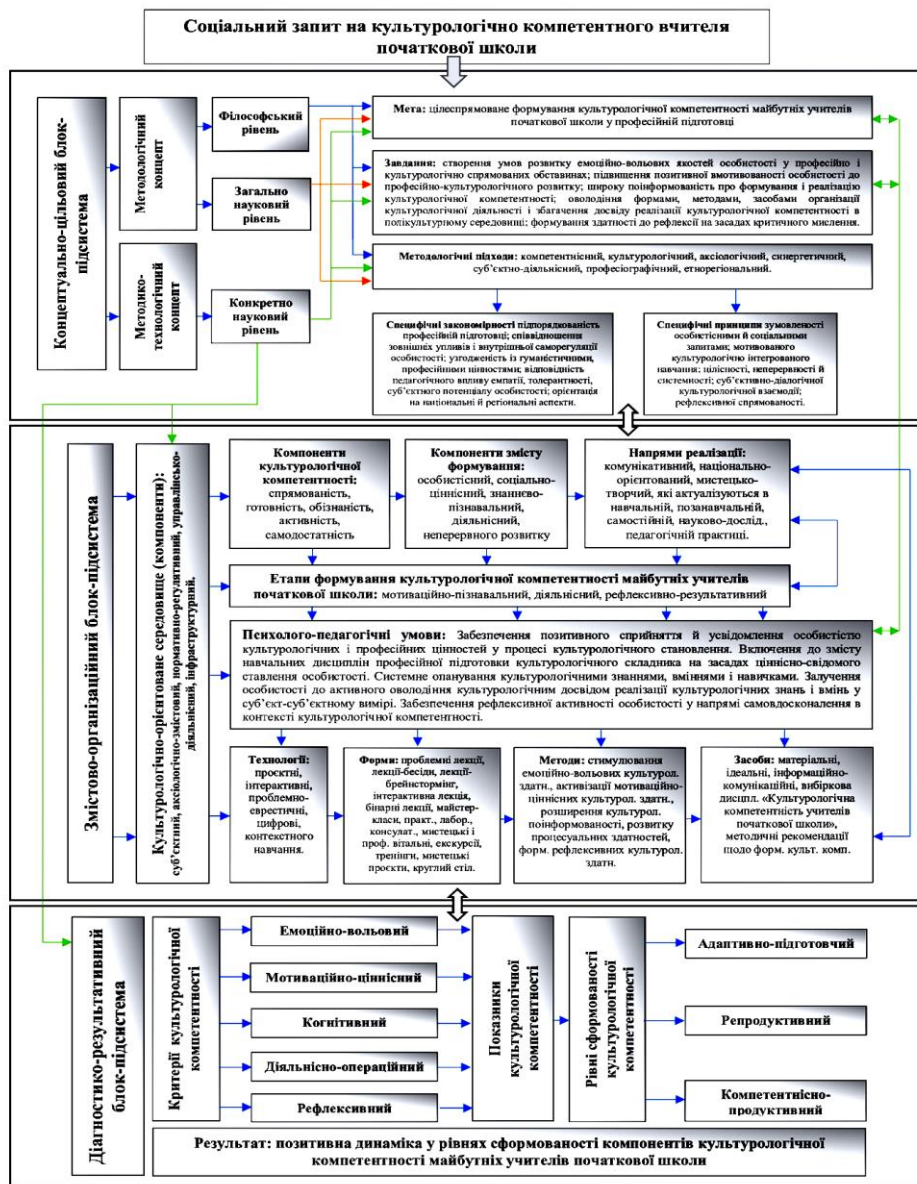 Соціальний запит на культурологічно компетентного вчителя
початкової школи
Концептуально-цільовий блок-
підсистема
Методологічний
концепт
Методико-
технологічний
концепт
Філософський
рівень
Загально
науковий рівень
Конкретно
науковий рівень
Мета: цілеспрямоване формування культурологічної компетентності майбутніх учителів
початкової школи у професійній підготовці
Завдання: створення умов розвитку емоційно-вольових якостей особистості у професійно і
культурологічно спрямованих обставинах; підвищення позитивної вмотивованості особистості до
професійно-культурологічного розвитку; широку поінформованість про формування і реалізацію
культурологічної компетентності; оволодіння формами, методами, засобами організації
культурологічної діяльності і збагачення досвіду реалізації культурологічної компетентності в
полікультурному середовищі; формування здатності до рефлексії на засадах критичного мислення.
Методологічні підходи: компетентнісний, культурологічний, аксіологічний, синергетичний,
суб’єктно-діяльнісний, професіографічний, етнорегіональний.
Специфічні закономірності підпорядкованість
професійній підготовці; співвідношення
зовнішніх упливів і внутрішньої саморегуляції
особистості; узгодженість із гуманістичними,
професійними цінностями; відповідність
педагогічного впливу емпатії, толерантності,
суб’єктного потенціалу особистості; орієнтація
на національні й регіональні аспекти.
Специфічні принципи зумовленості
особистісними й соціальними
запитами; мотивованого
культурологічно інтегрованого
навчання; цілісності, неперервності й
системності; суб’єктивно-діалогічної
культурологічної взаємодії;
рефлексивної спрямованості.
Змістово-організаційний блок-підсистема
Культурологічно-орієнтоване середовище (компоненти):
суб’єкний, аксіологічно-змістовий, нормативно-регулятивний, управлінсько-
діяльнісний, інфраструктурний.
Компоненти
культурологічної
компетентності:
спрямованість,
готовність, обізнаність,
активність,
самодостатність
Компоненти змісту
формування:
особистісний, соціально-
ціннісний, знаннєво-
пізнавальний,
діяльнісний,
неперервного розвитку
Напрями реалізації:
комунікативний, національно-
орієнтований, мистецько-
творчий, які актуалізуються в
навчальній, позанавчальній,
самостійній, науково-дослід.,
педагогічній практиці.
Етапи формування культурологічної компетентності майбутніх учителів
початкової школи: мотиваційно-пізнавальний, діяльнісний, рефлексивно-результативний
Психолого-педагогічні умови: Забезпечення позитивного сприйняття й усвідомлення особистістю
культурологічних і професійних цінностей у процесі культурологічного становлення. Включення до змісту
навчальних дисциплін професійної підготовки культурологічного складника на засадах ціннісно-свідомого
ставлення особистості. Системне опанування культурологічними знаннями, вміннями і навичками. Залучення
особистості до активного оволодіння культурологічним досвідом реалізації культурологічних знань і вмінь у
суб’єкт-суб’єктному вимірі. Забезпечення рефлексивної активності особистості у напрямі самовдосконалення в
контексті культурологічної компетентності.
Технології:
проєктні,
інтерактивні,
проблемно-
евристичні,
цифрові,
контекстного
навчання.
Форми: проблемні лекції,
лекції-бесіди, лекції-
брейнстормінг,
інтерактивна лекція,
бінарні лекції, майстер-
класи, практ., лабор.,
консульт., мистецькі і
проф. вітальні, екскурсії,
тренінги, мистецькі
проєкти, круглий стіл.
Методи: стимулювання
емоційно-вольових культурол.
здатн., активізації мотиваційно-
ціннісних культурол. здатн.,
розширення культурол.
поінформованості, розвитку
процесуальних здатностей,
форм. рефлексивних культурол.
здатн.
Засоби: матеріальні,
ідеальні, інформаційно-
комунікаційні, вибіркова
дисцпл. «Культурологічна
компетентність учителів
початкової школи»,
методичні рекомендації
щодо форм. культ. комп.
Діагностико-результативний
блок-підсистема
Критерії культурологічної
компетентності
Емоційно-вольовий
Мотиваційно-ціннісний
Когнітивний
Діяльнісно-операційний
Рефлексивний
Показники
культурологічної
компетентності
Рівні сформованості
культурологічної
компетентності
Адаптивно-підготовчий
Репродуктивний
Компетентнісно-
продуктивний
Результат: позитивна динаміка у рівнях сформованості компонентів культурологічної
компетентності майбутніх учителів початкової школи